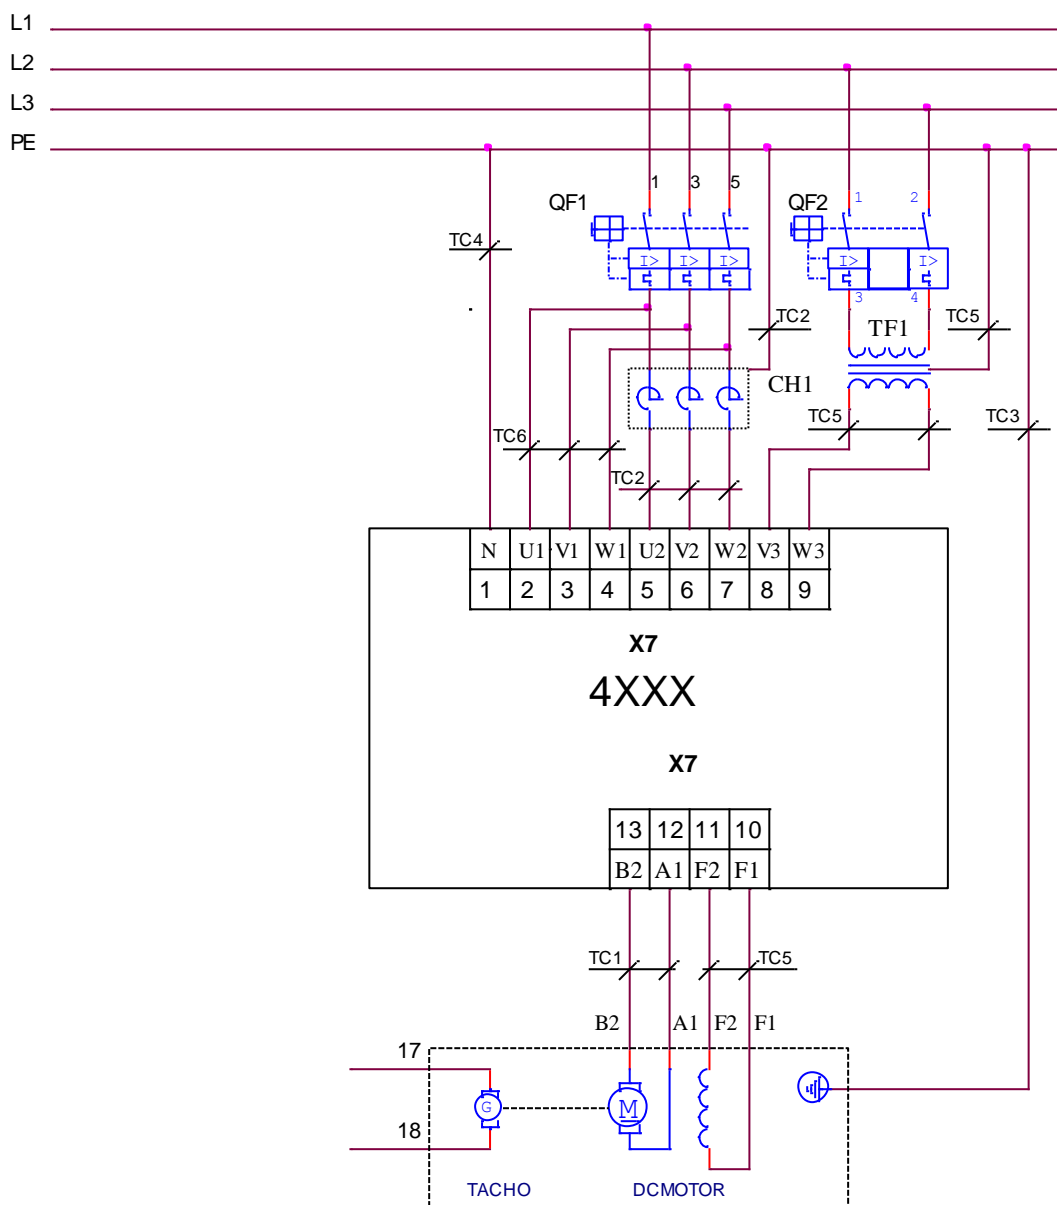 L1
L2
L3
PE
1 3 5
1 2
QF1
QF2
TC4
I> I> I>
I> I>
3 4
TC2
TF1
TC5
CH1
TC6
TC5
TC3
TC2
N U1 V1 W1 U2 V2 W2 V3 W3
1 2 3 4 5 6 7 8 9
X7
4XXX
X7
13 12 11 10
B2 A1 F2 F1
TC1
TC5
B2 A1 F2 F1
17
G
M
18
TACHO
DCMOTOR